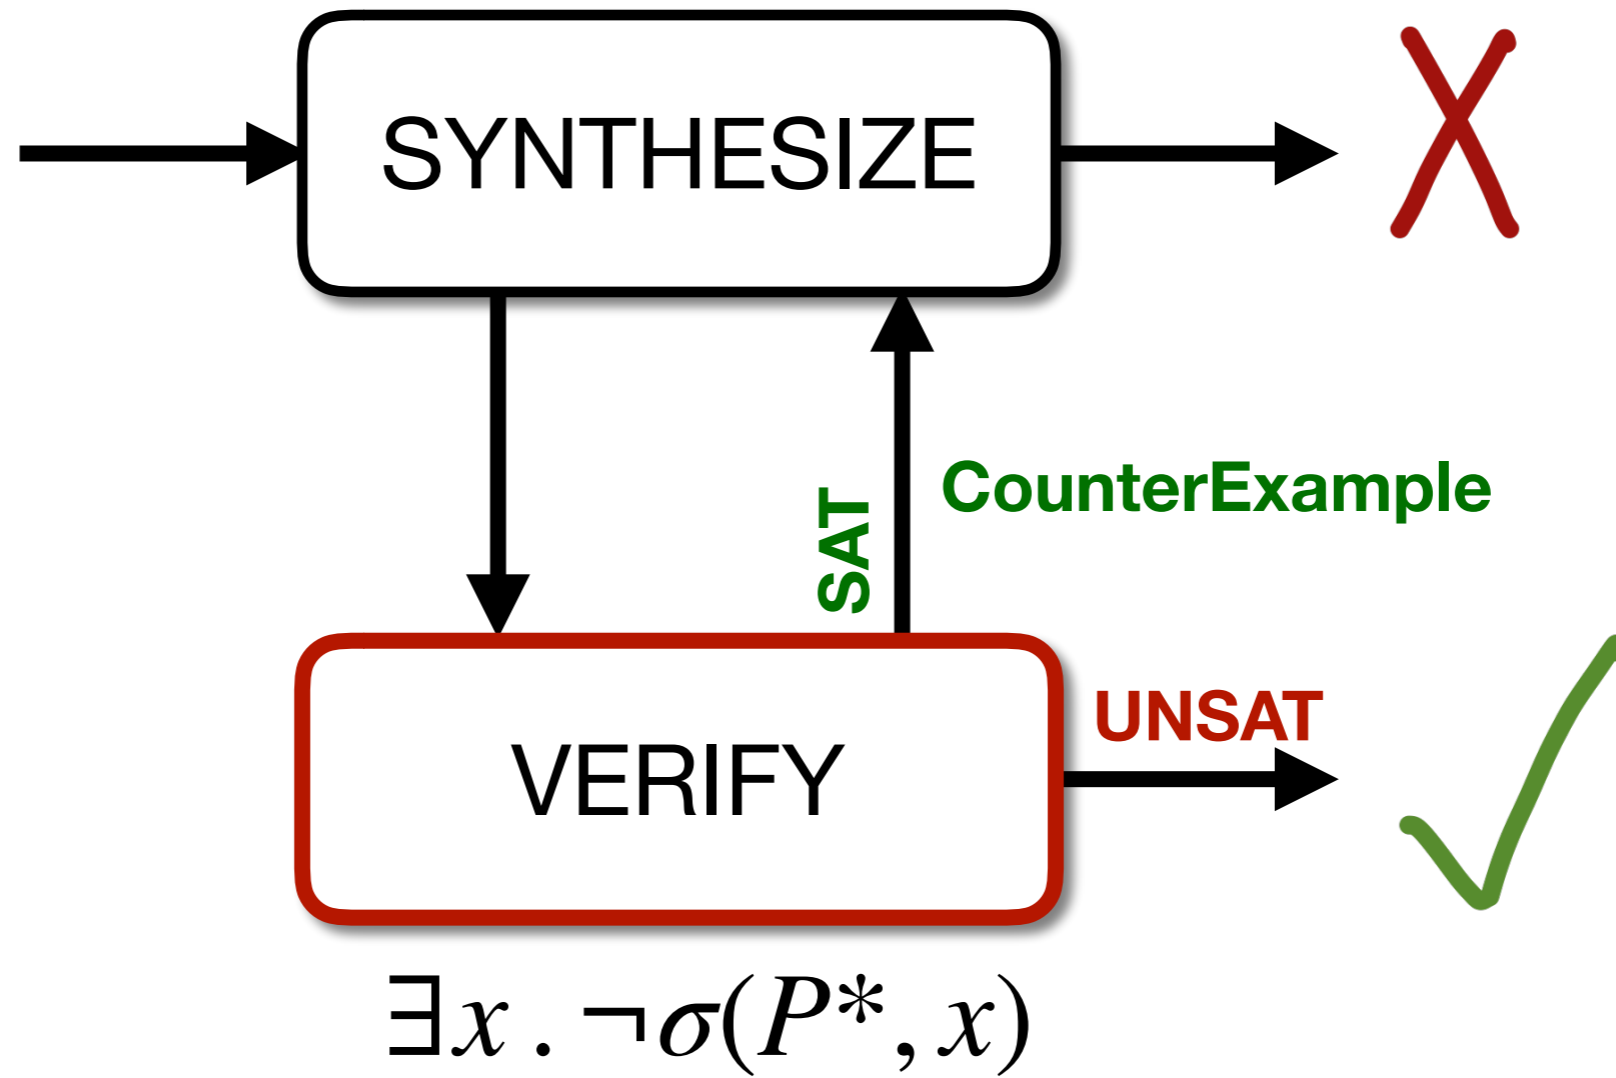 SYNTHESIZE
CounterExample
SAT
UNSAT
VERIFY
∃x . ¬σ(P*, x)